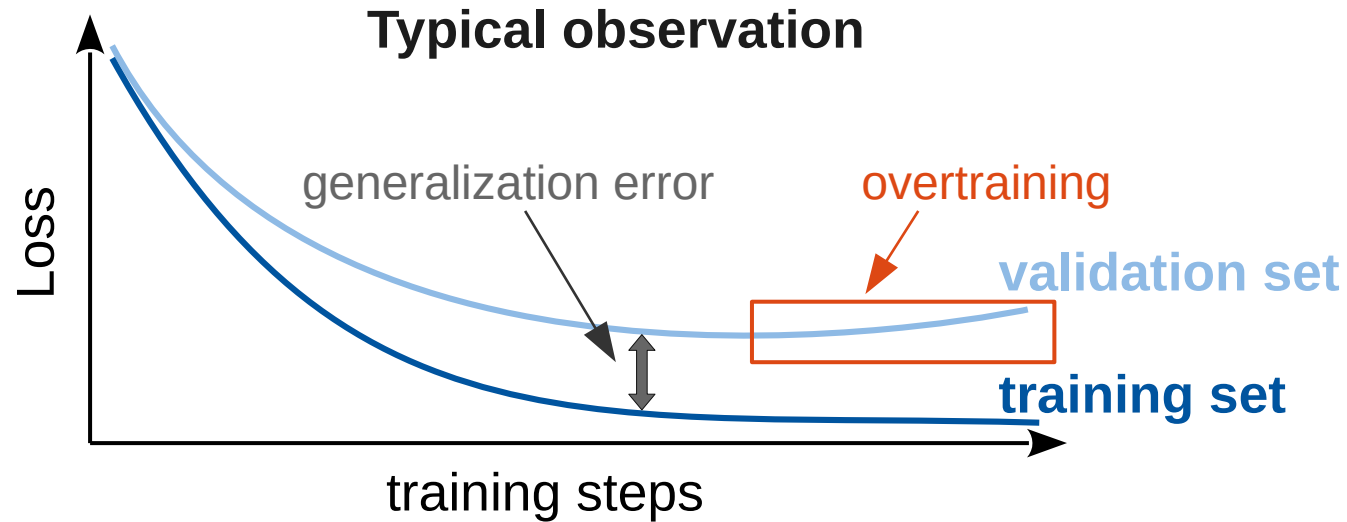 Typical observation
generalization error
overtraining
Loss
validation set
training set
training steps